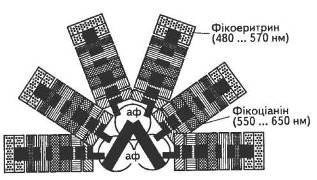 Фікоеритрин
(480 ... 570 нм)
Фікоціанін
(550 ... 650 нм)
аф
аф